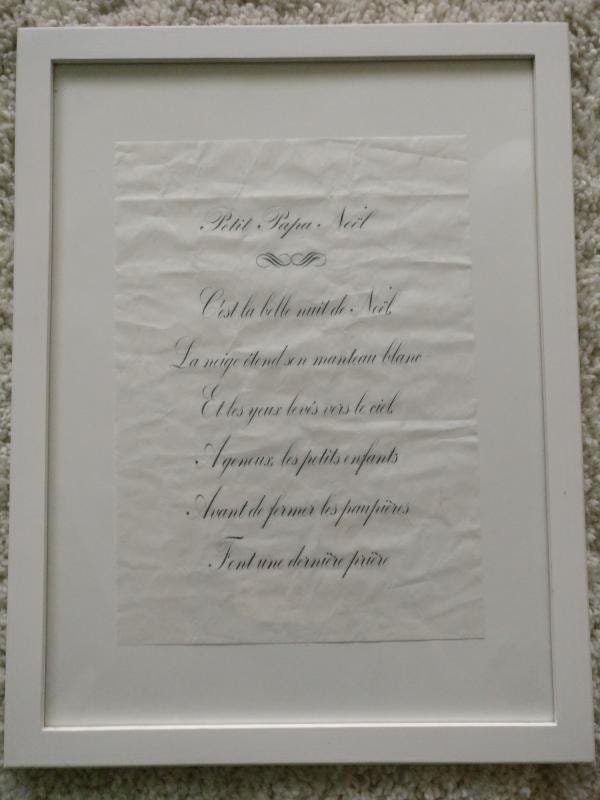 Petit Papa Noël
C'est la belle nuit de Noël,
La neige étend son manteau blanc
Et les yeux levés vers le ciel,
A genoux, les petits enfants
Avant de fermer les paupières
Font une dernière prière